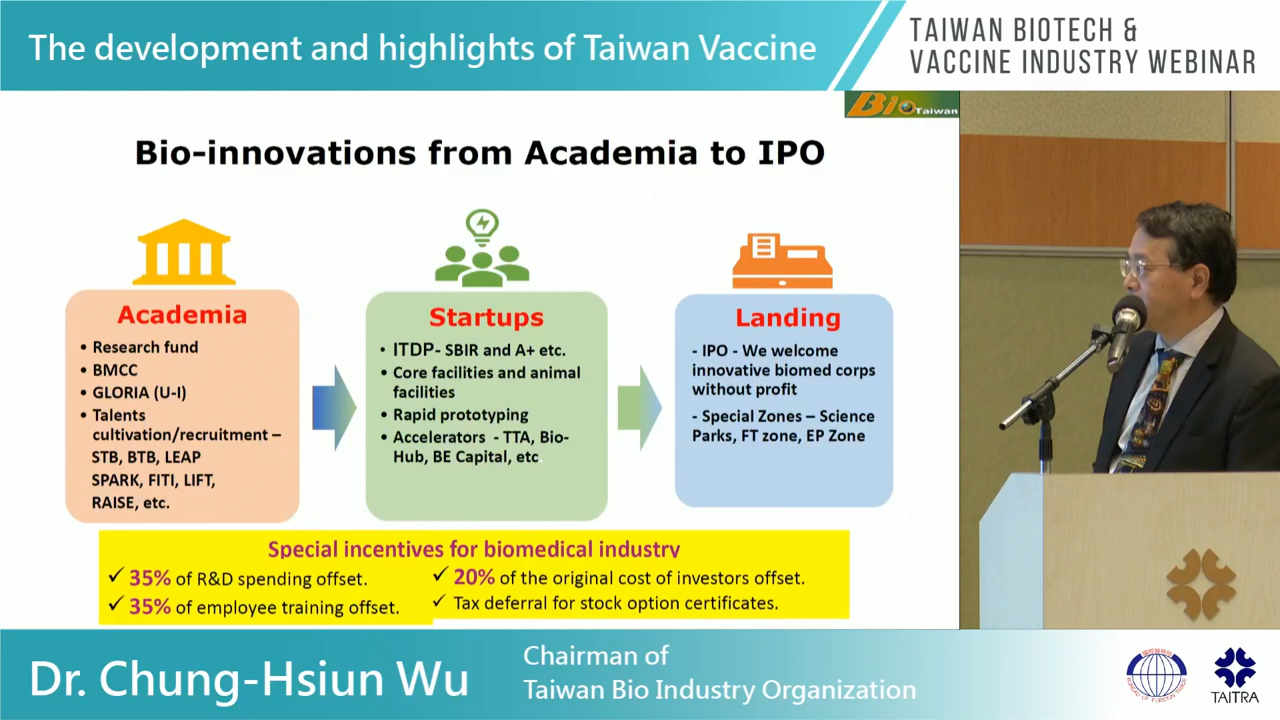 The development and highlights of Taiwan Vaccine
TAIWAN BIOTECH &
VACCINE INDUSTRY WEBINAR
BioTaiwan
Bio-innovations from Academia to IPO
Academia
• Research fund
• BMCC
• GLORIA (U-I)
• Talents
cultivation/recruitment –
STB, BTB, LEAP
SPARK, FITI, LIFT,
RAISE, etc.
Startups
• ITDP- SBIR and A+ etc.
• Core facilities and animal
facilities
• Rapid prototyping
• Accelerators - TTA, Bio-
Hub, BE Capital, etc.
Landing
- IPO - We welcome
innovative biomed corps
without profit
- Special Zones – Science
Parks, FT zone, EP Zone
Special incentives for biomedical industry
✓ 35% of R&D spending offset.
✓ 35% of employee training offset.
✓ 20% of the original cost of investors offset.
✓ Tax deferral for stock option certificates.
Dr. Chung-Hsiun Wu
Chairman of
Taiwan Bio Industry Organization
BUREAU OF FOREIGN TRADE
TAITRA